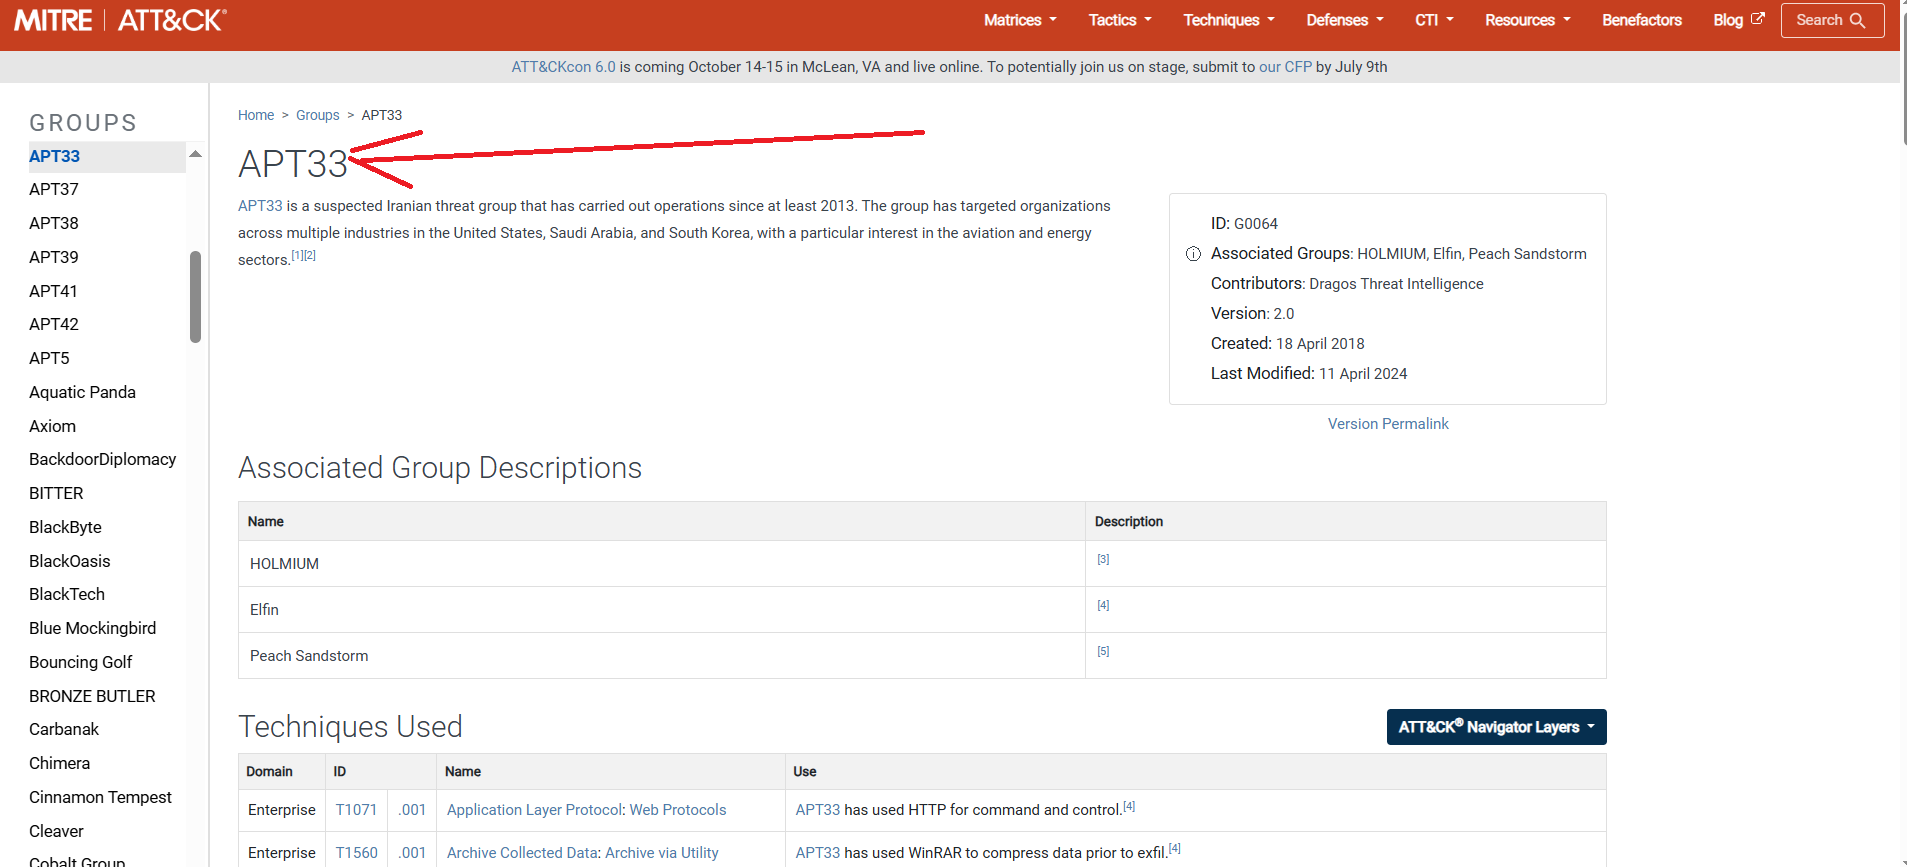 MITRE | ATT&CK®
Matrices Tactics Techniques Defenses CTI Resources Benefactors Blog Search
ATT&CKcon 6.0 is coming October 14-15 in McLean, VA and live online. To potentially join us on stage, submit to our CFP by July 9th
GROUPS
APT33
APT37
APT38
APT39
APT41
APT42
APT5
Aquatic Panda
Axiom
BackdoorDiplomacy
BITTER
BlackByte
BlackOasis
BlackTech
Blue Mockingbird
Bouncing Golf
BRONZE BUTLER
Carbanak
Chimera
Cinnamon Tempest
Cleaver
Cobalt Group
Home > Groups > APT33
APT33
APT33 is a suspected Iranian threat group that has carried out operations since at least 2013. The group has targeted organizations
across multiple industries in the United States, Saudi Arabia, and South Korea, with a particular interest in the aviation and energy
sectors.[1][2]
ID: G0064
Associated Groups: HOLMIUM, Elfin, Peach Sandstorm
Contributors: Dragos Threat Intelligence
Version: 2.0
Created: 18 April 2018
Last Modified: 11 April 2024
Version Permalink
Associated Group Descriptions
Name Description
HOLMIUM [3]
Elfin [4]
Peach Sandstorm [5]
Techniques Used
ATT&CK® Navigator Layers
Domain ID Name Use
Enterprise T1071 .001 Application Layer Protocol: Web Protocols APT33 has used HTTP for command and control.[4]
Enterprise T1560 .001 Archive Collected Data: Archive via Utility APT33 has used WinRAR to compress data prior to exfil.[4]